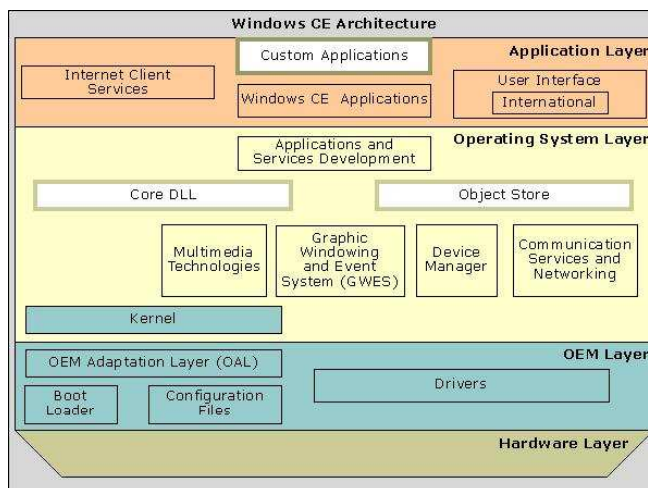 Windows CE Architecture
Application Layer
Custom Applications
Internet Client
Services
Windows CE Applications
User Interface
International
Operating System Layer
Applications and
Services Development
Core DLL
Object Store
Multimedia
Technologies
Graphic
Windowing
and Event
System (GWES)
Device
Manager
Communication
Services and
Networking
Kernel
OEM Layer
OEM Adaptation Layer (OAL)
Drivers
Boot
Loader
Configuration
Files
Hardware Layer